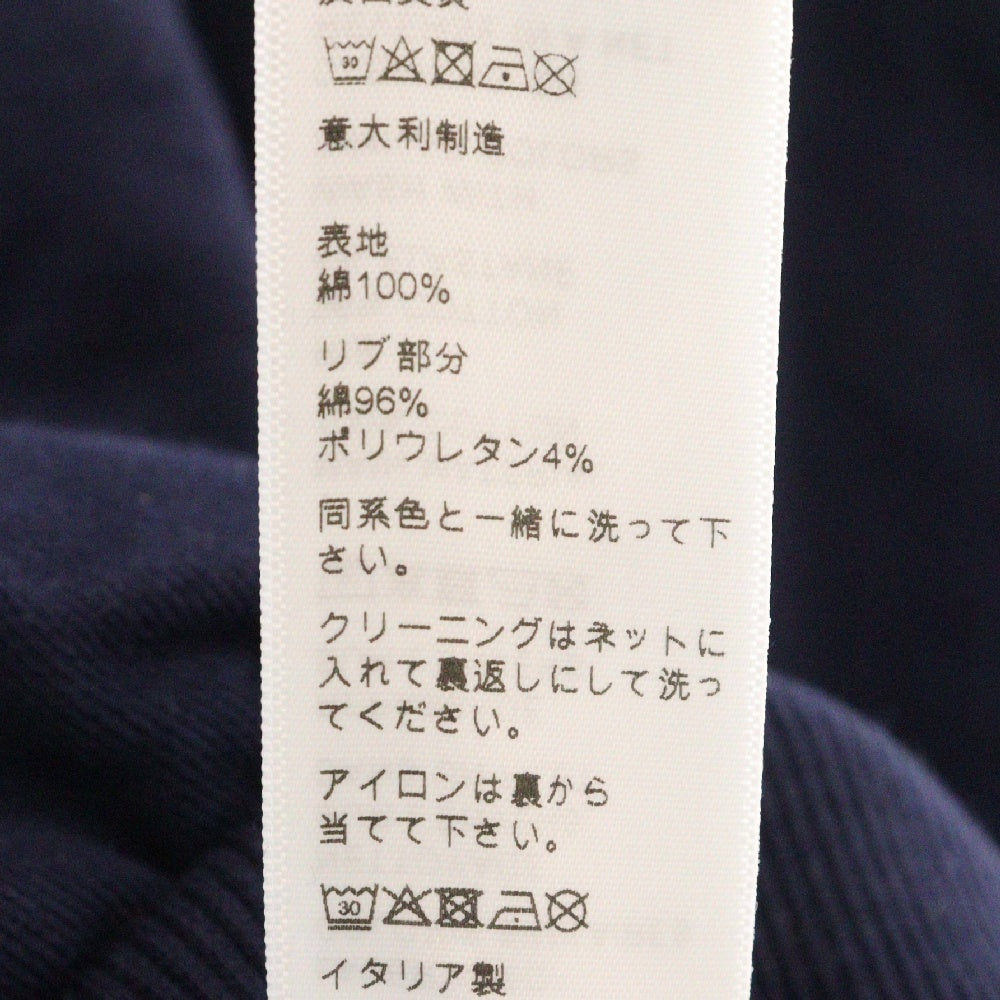 30
意大利制造
表地
綿100%
リブ部分
綿96%
ポリウレタン4%
同系色と一緒に洗って下
さい。
クリーニングはネットに
入れて裏返しにして洗っ
てください。
アイロンは裏から
当てて下さい。
30
イタリア製